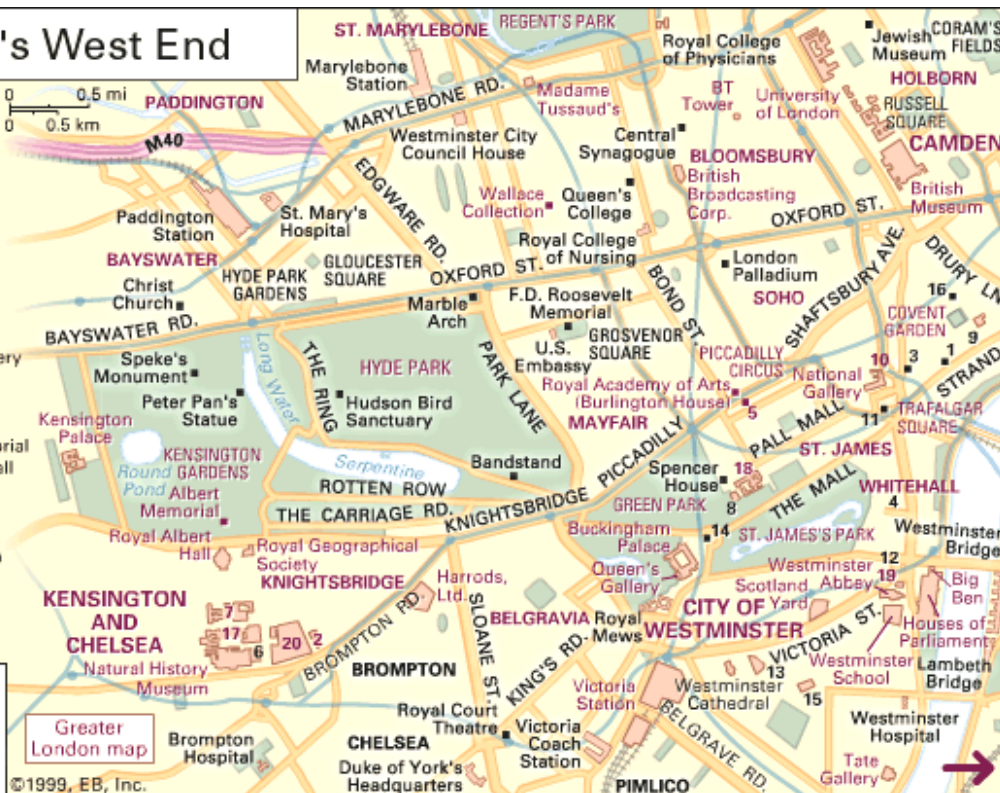 's West End
0 0.5 mi
0 0.5 km
ST. MARYLEBONE
REGENT'S PARK
Royal College
of Physicians
Jewish
Museum
CORAM'S
FIELDS
Marylebone
Station
PADDINGTON
MARYLEBONE RD.
Madame
Tussaud's
BT
Tower
University
of London
HOLBORN
RUSSELL
SQUARE
M40
Westminster City
Council House
Central
Synagogue
BLOOMSBURY
CAMDEN
EDGWARE RD.
Wallace
Collection
Queen's
College
British
Broadcasting
Corp.
British
Museum
Paddington
Station
St. Mary's
Hospital
OXFORD ST.
BAYSWATER
GLOUCESTER
SQUARE
Royal College
of Nursing
London
Palladium
SHAFTSBURY AVE.
DRURY LN.
HYDE PARK
GARDENS
OXFORD ST.
BOND ST.
SOHO
16
Christ
Church
Marble
Arch
F.D. Roosevelt
Memorial
COVENT
GARDEN
9
BAYSWATER RD.
GROSVENOR
SQUARE
U.S.
Embassy
PICCADILLY
CIRCUS
10
3
1
STRAND
ery
Speke's
Monument
Long Water
THE RING
HYDE PARK
PARK LANE
Royal Academy of Arts
(Burlington House)
5
National
Gallery
Peter Pan's
Statue
Hudson Bird
Sanctuary
MAYFAIR
PALL MALL
11
TRAFALGAR
SQUARE
Kensington
Palace
orial
ll
KENSINGTON
GARDENS
Round
Pond
Serpentine
Bandstand
PICCADILLY
ST. JAMES
Spencer
House
18
8
THE MALL
WHITEHALL
Albert
Memorial
ROTTEN ROW
GREEN PARK
4
THE CARRIAGE RD.
KNIGHTSBRIDGE
Royal Albert
Hall
Buckingham
Palace
14
ST. JAMES'S PARK
Westminster
Bridge
Royal Geographical
Society
KNIGHTSBRIDGE
Harrods,
Ltd.
Queen's
Gallery
Westminster
Abbey
12
19
Scotland
Yard
Big
Ben
KENSINGTON
AND
CHELSEA
7
17
6
20
2
BROMPTON RD.
SLOANE ST.
BELGRAVIA
Royal
Mews
CITY OF
WESTMINSTER
Houses of
Parliament
Natural History
Museum
BROMPTON
KING'S RD.
VICTORIA ST.
13
Westminster
School
Lambeth
Bridge
Victoria
Station
Westminster
Cathedral
15
Greater
London map
Brompton
Hospital
Royal Court
Theatre
CHELSEA
Victoria
Coach
Station
BELGRAVE RD.
Westminster
Hospital
Duke of York's
Headquarters
PIMLICO
Tate
Gallery
©1999, EB, Inc.